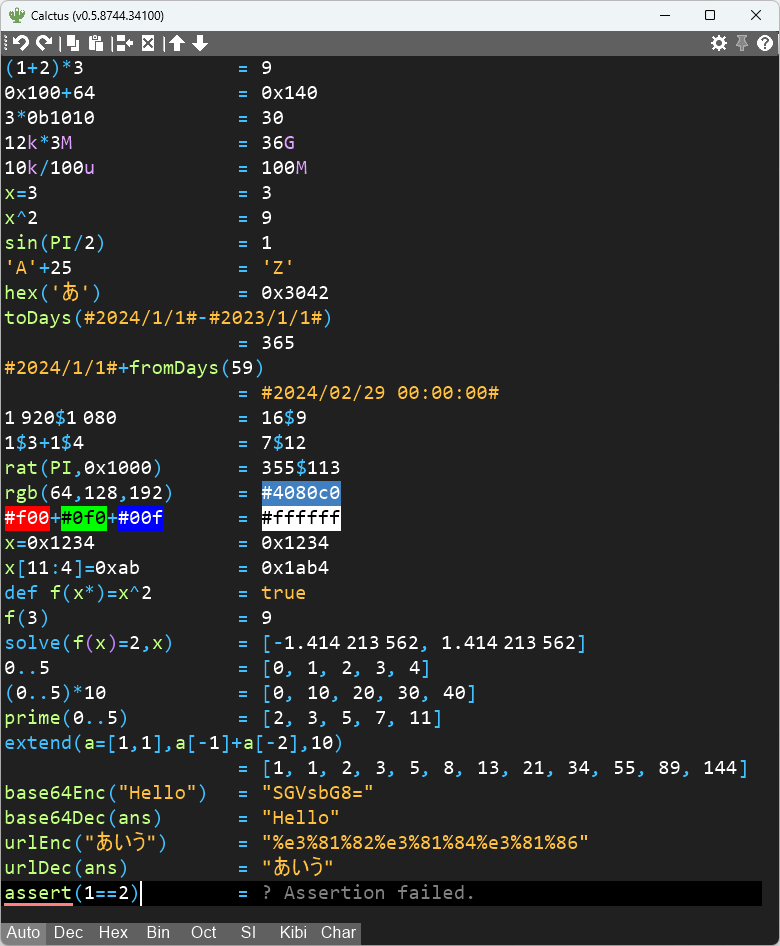 Calctus (v0.5.8744.34100)
(1+2)*3 = 9
0x100+64 = 0x140
3*0b1010 = 30
12k*3M = 36G
10k/100u = 100M
x=3 = 3
x^2 = 9
sin(PI/2) = 1
'A'+25 = 'Z'
hex('あ') = 0x3042
toDays(#2024/1/1#-#2023/1/1#)
= 365
#2024/1/1#+fromDays(59)
= #2024/02/29 00:00:00#
1 920$1 080 = 16$9
1$3+1$4 = 7$12
rat(PI,0x1000) = 355$113
rgb(64,128,192) = #4080c0
#f00+#0f0+#00f = #ffffff
x=0x1234 = 0x1234
x[11:4]=0xab = 0x1ab4
def f(x*)=x^2 = true
f(3) = 9
solve(f(x)=2,x) = [-1.414 213 562, 1.414 213 562]
0..5 = [0, 1, 2, 3, 4]
(0..5)*10 = [0, 10, 20, 30, 40]
prime(0..5) = [2, 3, 5, 7, 11]
extend(a=[1,1],a[-1]+a[-2],10)
= [1, 1, 2, 3, 5, 8, 13, 21, 34, 55, 89, 144]
base64Enc("Hello") = "SGVsbG8="
base64Dec(ans) = "Hello"
urlEnc("あいう") = "%e3%81%82%e3%81%84%e3%81%86"
urlDec(ans) = "あいう"
assert(1==2) = ? Assertion failed.
Auto Dec Hex Bin Oct SI Kibi Char